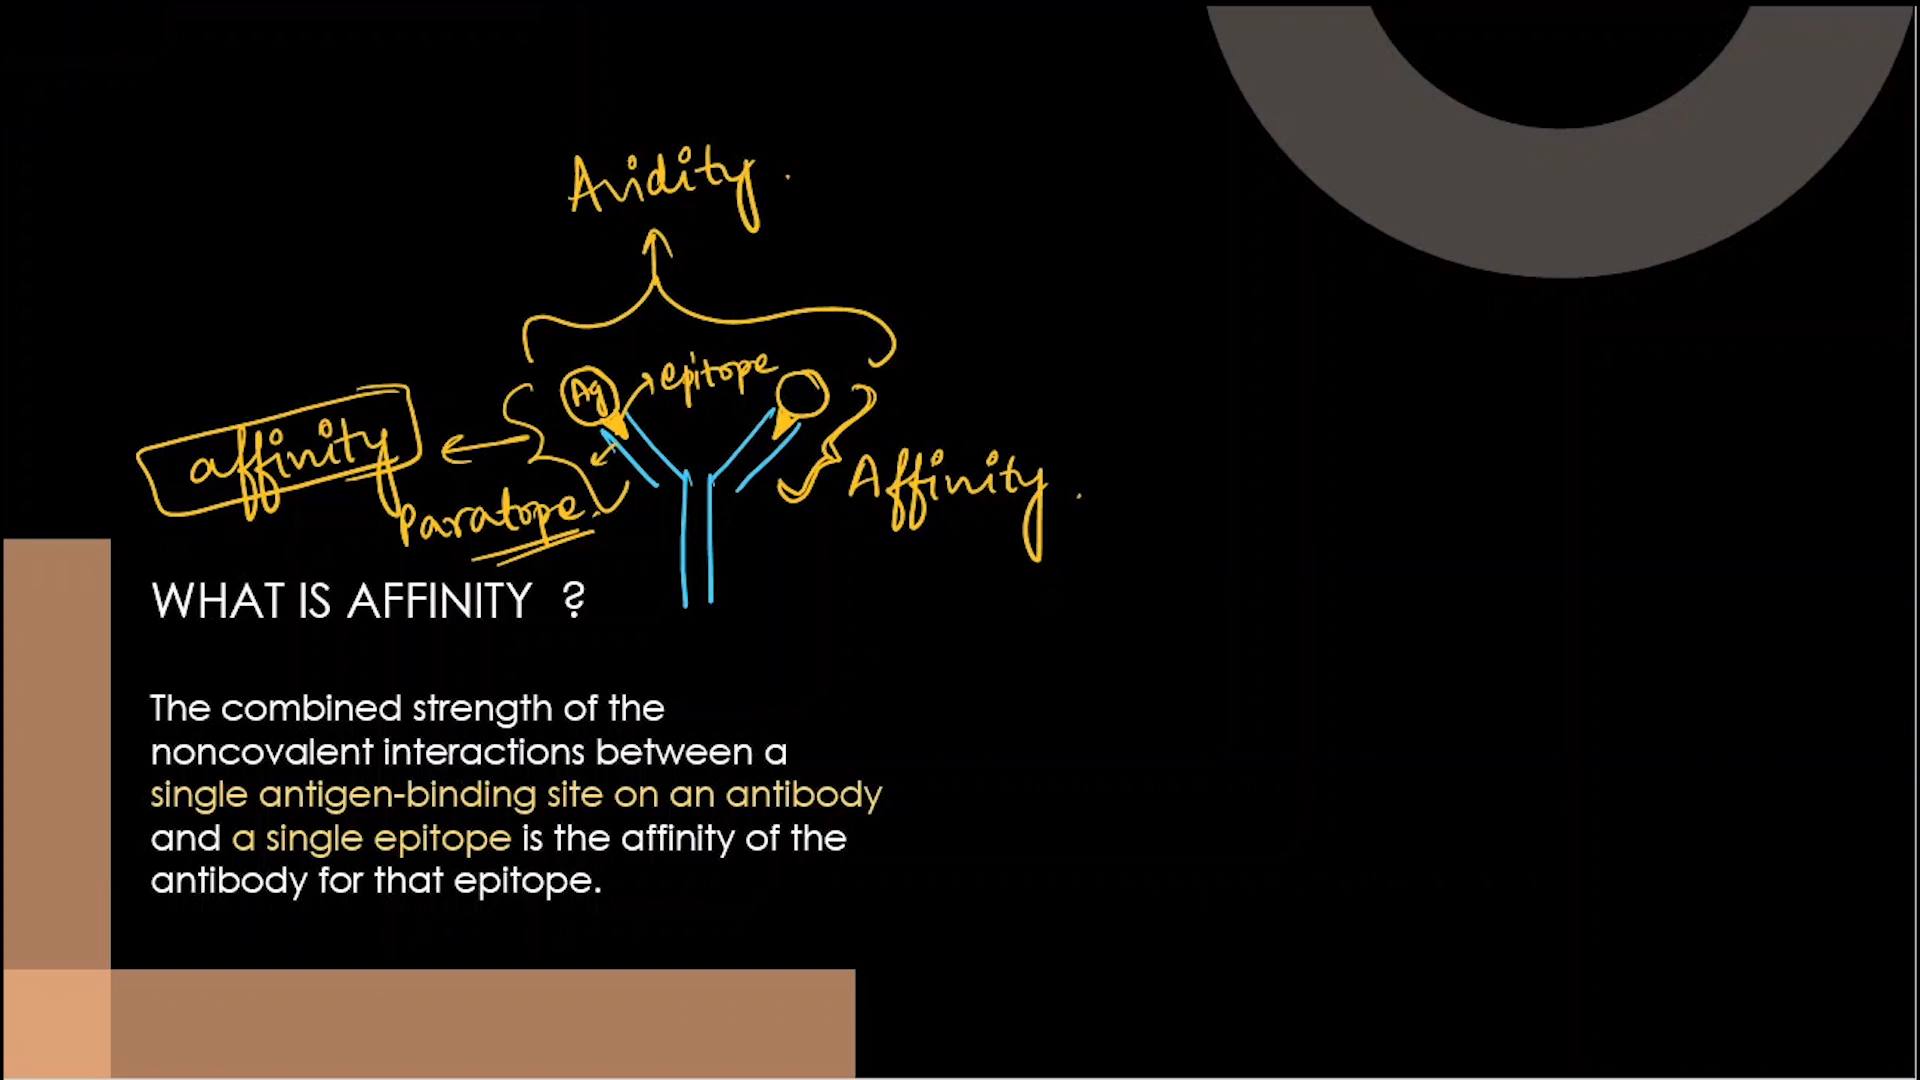 Avidity.
Ag
epitope
affinity
Paratope.
Affinity.
WHAT IS AFFINITY ?
The combined strength of the
noncovalent interactions between a
single antigen-binding site on an antibody
and a single epitope is the affinity of the
antibody for that epitope.